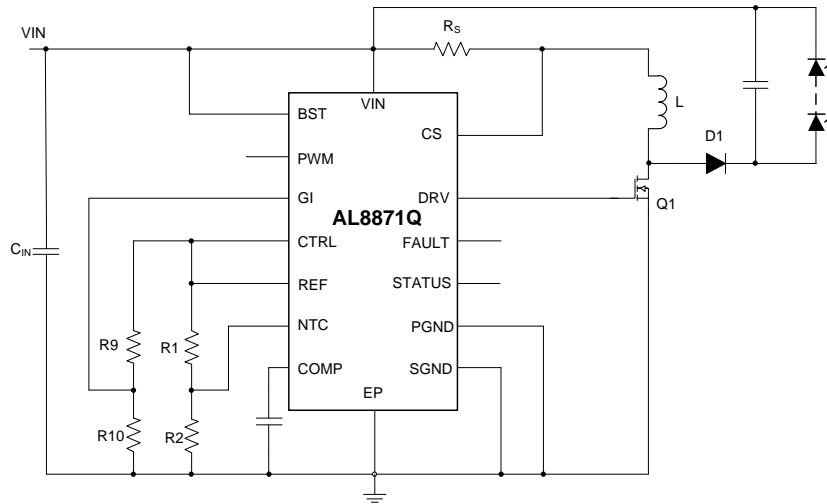 VIN
RS
VIN
BST
CS
L
D1
PWM
GI
DRV
Q1
AL8871Q
CTRL
FAULT
CIN
REF
STATUS
NTC
PGND
R9
R1
COMP
SGND
EP
R10
R2